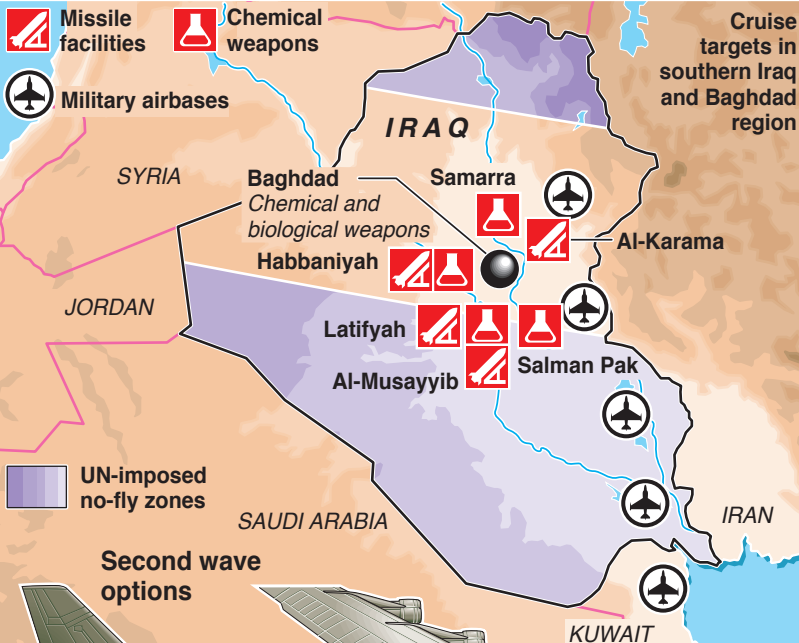 Missile
facilities
Chemical
weapons
Military airbases
Cruise
targets in
southern Iraq
and Baghdad
region
IRAQ
SYRIA
Baghdad
Chemical and
biological weapons
Samarra
Al-Karama
Habbaniyah
JORDAN
Latifyah
Salman Pak
Al-Musayyib
UN-imposed
no-fly zones
SAUDI ARABIA
IRAN
Second wave
options
KUWAIT